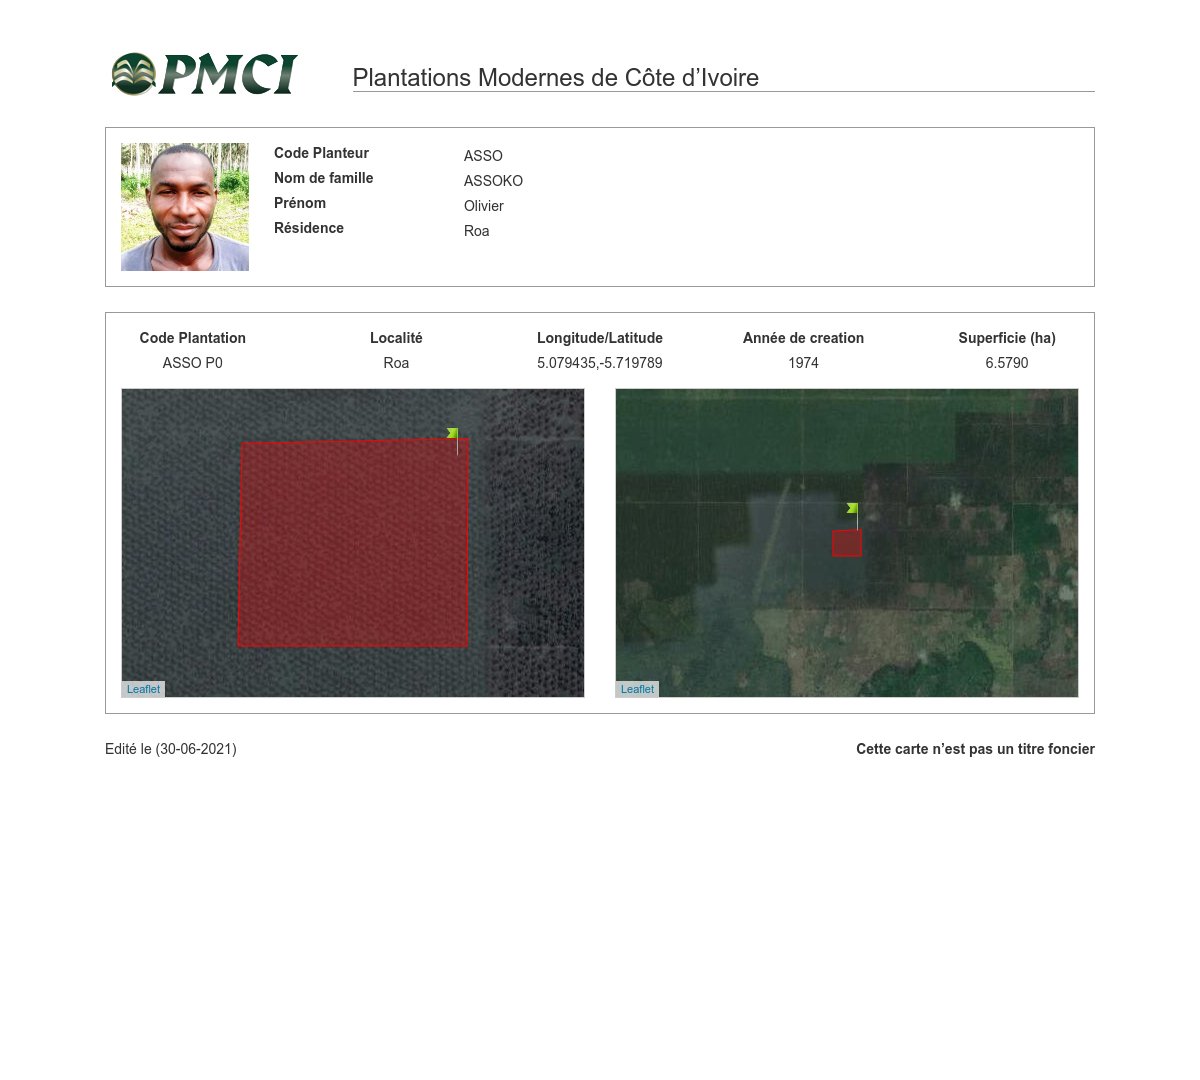 PMCI
Plantations Modernes de Côte d’Ivoire
Code Planteur ASSO
Nom de famille ASSOKO
Prénom Olivier
Résidence Roa
Code Plantation Localité Longitude/Latitude Année de creation Superficie (ha)
ASSO P0 Roa 5.079435,-5.719789 1974 6.5790
Leaflet Leaflet
Edité le (30-06-2021) Cette carte n’est pas un titre foncier